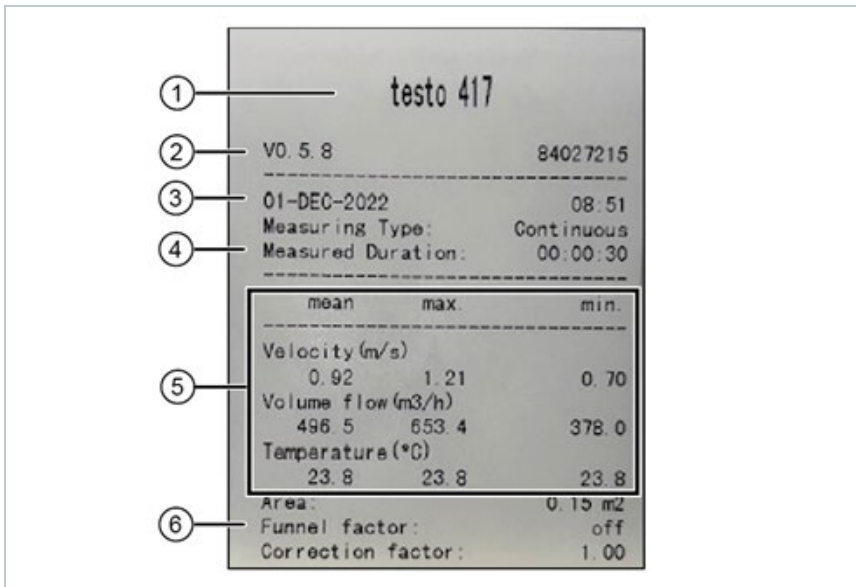 testo 417
① 
② V0.5.8 84027215
③ 01-DEC-2022 08:51
Measuring Type: Continuous
④ Measured Duration: 00:00:30
mean max. min.
Velocity(m/s)
⑤ 0.92 1.21 0.70
Volume flow(m3/h)
496.5 653.4 378.0
Temperature(°C)
23.8 23.8 23.8
Area: 0.15 m2
⑥ Funnel factor: off
Correction factor: 1.00